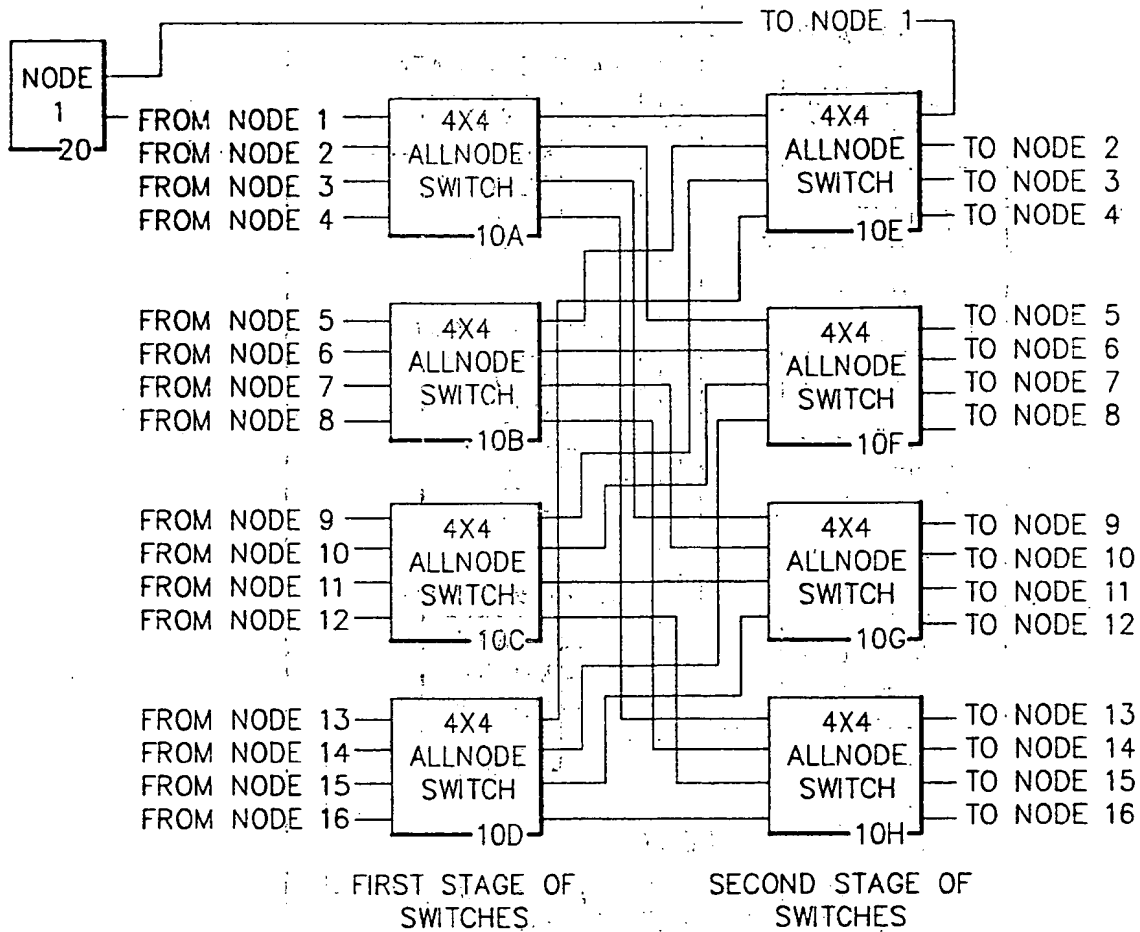 TO NODE 1
NODE
1
20
FROM NODE 1
FROM NODE 2
FROM NODE 3
FROM NODE 4
4X4
ALLNODE
SWITCH
10A
4X4
ALLNODE
SWITCH
10E
TO NODE 2
TO NODE 3
TO NODE 4
FROM NODE 5
FROM NODE 6
FROM NODE 7
FROM NODE 8
4X4
ALLNODE
SWITCH
10B
4X4
ALLNODE
SWITCH
10F
TO NODE 5
TO NODE 6
TO NODE 7
TO NODE 8
FROM NODE 9
FROM NODE 10
FROM NODE 11
FROM NODE 12
4X4
ALLNODE
SWITCH
10C
4X4
ALLNODE
SWITCH
10G
TO NODE 9
TO NODE 10
TO NODE 11
TO NODE 12
FROM NODE 13
FROM NODE 14
FROM NODE 15
FROM NODE 16
4X4
ALLNODE
SWITCH
10D
4X4
ALLNODE
SWITCH
10H
TO NODE 13
TO NODE 14
TO NODE 15
TO NODE 16
FIRST STAGE OF
SWITCHES
SECOND STAGE OF
SWITCHES